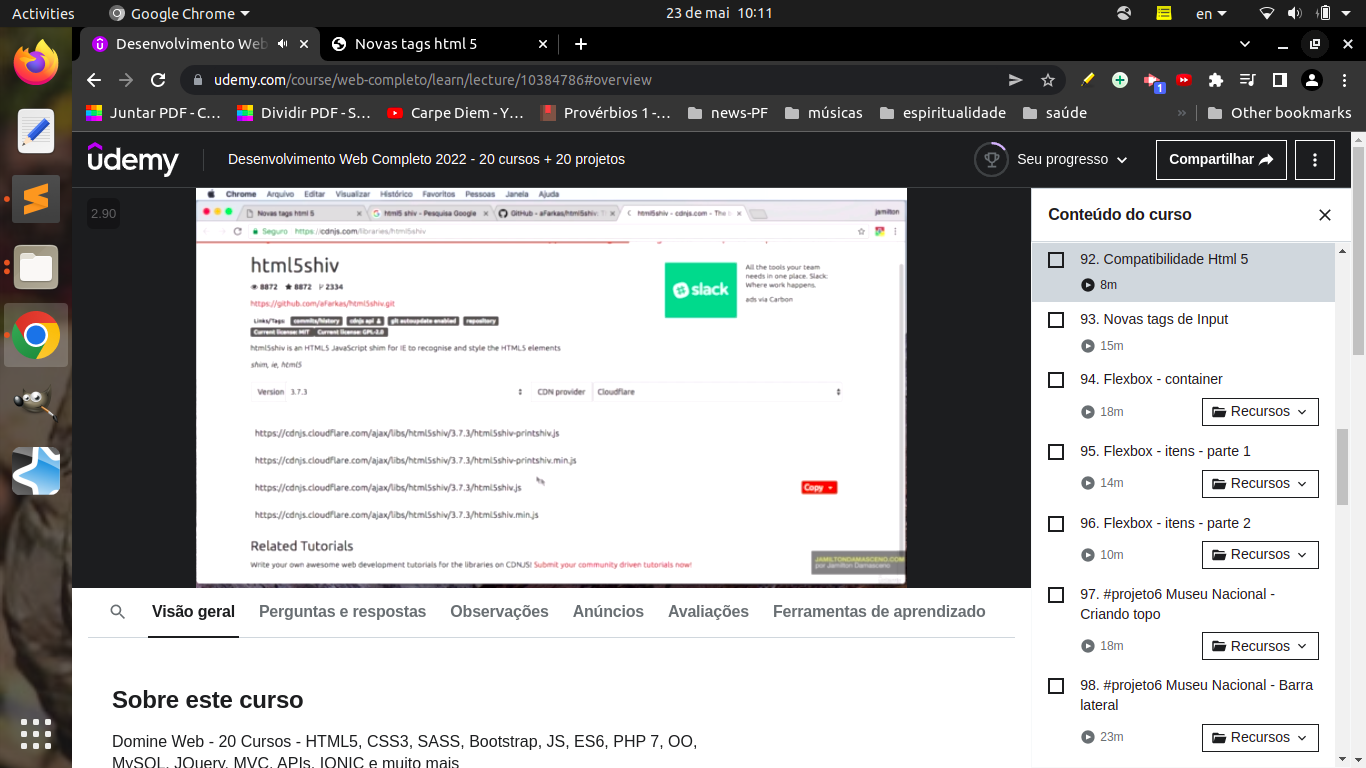 Activities
Google Chrome
23 de mai 10:11
en
Desenvolvimento Web
Novas tags html 5
udemy.com/course/web-completo/learn/lecture/10384786#overview
1
Juntar PDF - C…
Dividir PDF - S…
Carpe Diem - Y…
Provérbios 1 -…
news-PF
músicas
espiritualidade
saúde
»
Other bookmarks
udemy
Desenvolvimento Web Completo 2022 - 20 cursos + 20 projetos
Seu progresso
Compartilhar
2.90
Chrome Arquivo Editar Visualizar Histórico Favoritos Pessoas Janela Ajuda
Novas tags html 5
html5 shiv - Pesquisa Google
GitHub - aFarkas/html5shiv: T
html5shiv - cdnjs.com - The b
jamilton
Seguro https://cdnjs.com/libraries/html5shiv
html5shiv
8872 8872 2334
https://github.com/aFarkas/html5shiv.git
Links/Tags commits/history cdnjs api git autoupdate enabled repository
Current license: MIT Current license: GPL-2.0
html5shiv is an HTML5 JavaScript shim for IE to recognise and style the HTML5 elements
shim, ie, html5
slack
All the tools your team
needs in one place. Slack:
Where work happens.
ads via Carbon
Version 3.7.3
CDN provider Cloudflare
https://cdnjs.cloudflare.com/ajax/libs/html5shiv/3.7.3/html5shiv-printshiv.js
https://cdnjs.cloudflare.com/ajax/libs/html5shiv/3.7.3/html5shiv-printshiv.min.js
https://cdnjs.cloudflare.com/ajax/libs/html5shiv/3.7.3/html5shiv.js
Copy
https://cdnjs.cloudflare.com/ajax/libs/html5shiv/3.7.3/html5shiv.min.js
Related Tutorials
Write your own awesome web development tutorials for the libraries on CDNJS! Submit your community driven tutorials now!
JAMILTONDAMASCENO.COM
por Jamilton Damasceno
Conteúdo do curso
92. Compatibilidade Html 5
8m
93. Novas tags de Input
15m
94. Flexbox - container
18m
Recursos
95. Flexbox - itens - parte 1
14m
Recursos
96. Flexbox - itens - parte 2
10m
Recursos
97. #projeto6 Museu Nacional -
Criando topo
18m
Recursos
98. #projeto6 Museu Nacional - Barra
lateral
23m
Recursos
Visão geral
Perguntas e respostas
Observações
Anúncios
Avaliações
Ferramentas de aprendizado
Sobre este curso
Domine Web - 20 Cursos - HTML5, CSS3, SASS, Bootstrap, JS, ES6, PHP 7, OO,
MySQL, JQuery, MVC, APIs, IONIC e muito mais